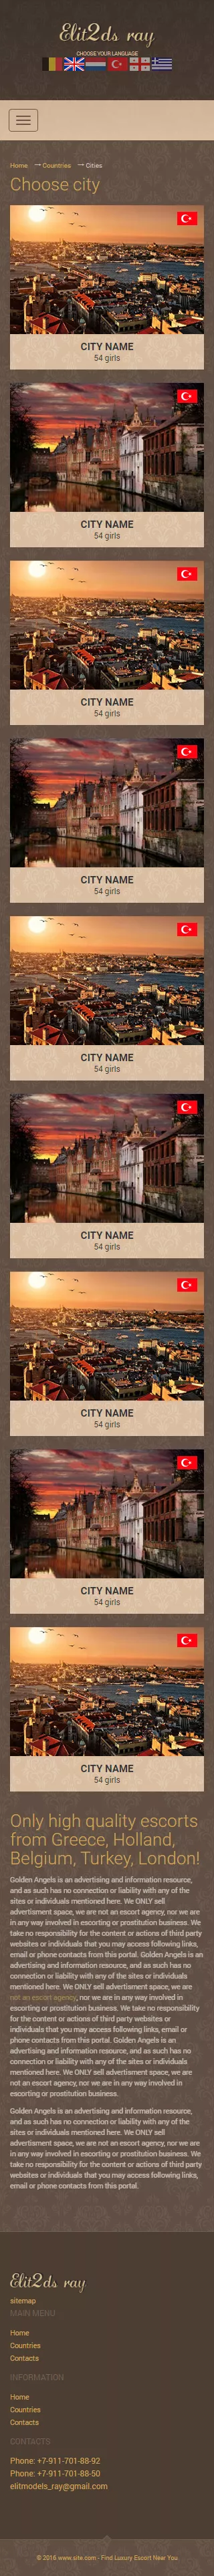 Elit2ds ray
CHOOSE YOUR LANGUAGE
Home → Countries → Cities
Choose city
CITY NAME
54 girls
CITY NAME
54 girls
CITY NAME
54 girls
CITY NAME
54 girls
CITY NAME
54 girls
CITY NAME
54 girls
CITY NAME
54 girls
CITY NAME
54 girls
CITY NAME
54 girls
Only high quality escorts
from Greece, Holland,
Belgium, Turkey, London!
Golden Angels is an advertising and information resource,
and as such has no connection or liability with any of the
sites or individuals mentioned here. We ONLY sell
advertisment space, we are not an escort agency, nor we are
in any way involved in escorting or prostitution business. We
take no responsibility for the content or actions of third party
websites or individuals that you may access following links,
email or phone contacts from this portal. Golden Angels is an
advertising and information resource, and as such has no
connection or liability with any of the sites or individuals
mentioned here. We ONLY sell advertisment space, we are
not an escort agency, nor we are in any way involved in
escorting or prostitution business. We take no responsibility
for the content or actions of third party websites or
individuals that you may access following links, email or
phone contacts from this portal. Golden Angels is an
advertising and information resource, and as such has no
connection or liability with any of the sites or individuals
mentioned here. We ONLY sell advertisment space, we are
not an escort agency, nor we are in any way involved in
escorting or prostitution business.
Golden Angels is an advertising and information resource,
and as such has no connection or liability with any of the
sites or individuals mentioned here. We ONLY sell
advertisment space, we are not an escort agency, nor we are
in any way involved in escorting or prostitution business. We
take no responsibility for the content or actions of third party
websites or individuals that you may access following links,
email or phone contacts from this portal.
Elit2ds ray
sitemap
MAIN MENU
Home
Countries
Contacts
INFORMATION
Home
Countries
Contacts
CONTACTS
Phone: +7-911-701-88-92
Phone: +7-911-701-88-50
elitmodels_ray@gmail.com
© 2016 www.site.com - Find Luxury Escort Near You